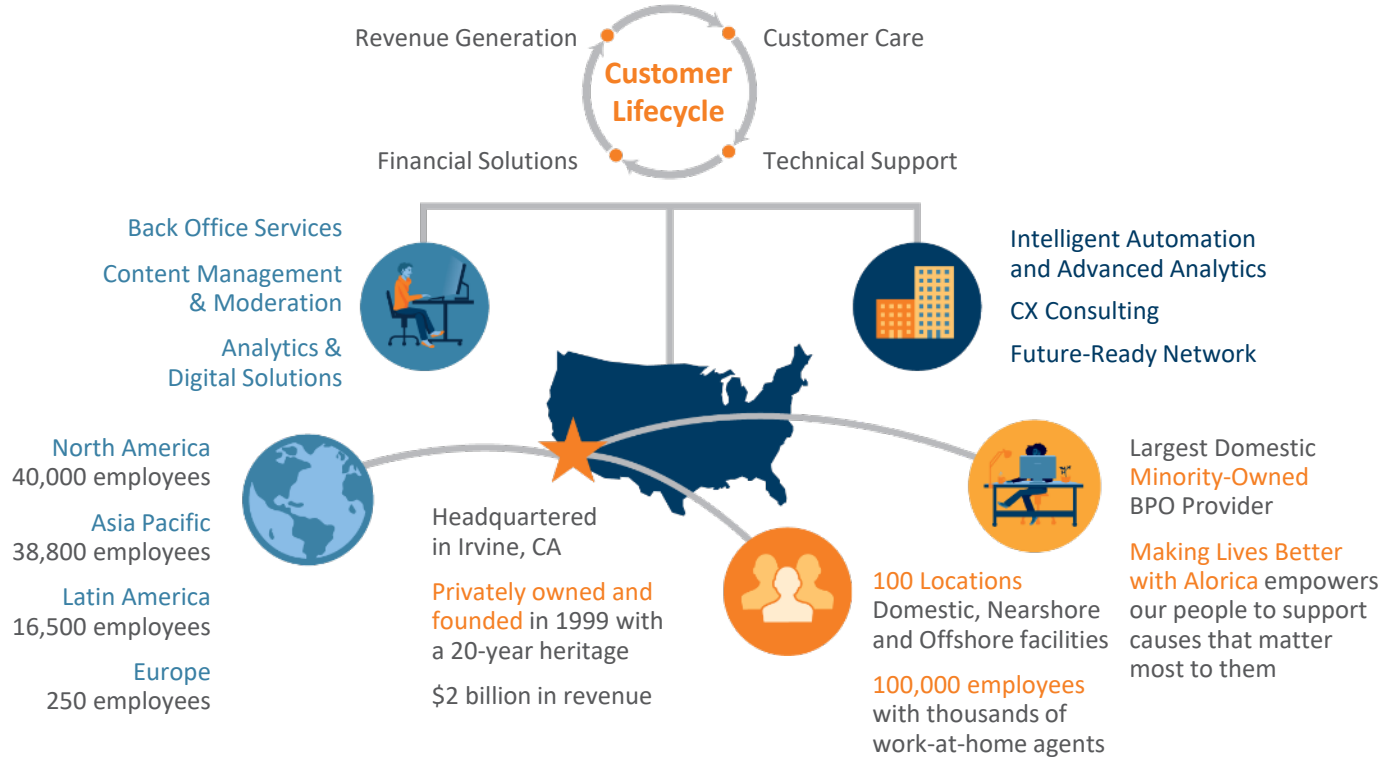 Revenue Generation
Customer Care
Customer
Lifecycle
Financial Solutions
Technical Support
Back Office Services
Content Management
& Moderation
Analytics &
Digital Solutions
Intelligent Automation
and Advanced Analytics
CX Consulting
Future-Ready Network
North America
40,000 employees
Asia Pacific
38,800 employees
Latin America
16,500 employees
Europe
250 employees
Headquartered
in Irvine, CA
Privately owned and
founded in 1999 with
a 20-year heritage
$2 billion in revenue
100 Locations
Domestic, Nearshore
and Offshore facilities
100,000 employees
with thousands of
work-at-home agents
Largest Domestic
Minority-Owned
BPO Provider
Making Lives Better
with Alorica empowers
our people to support
causes that matter
most to them